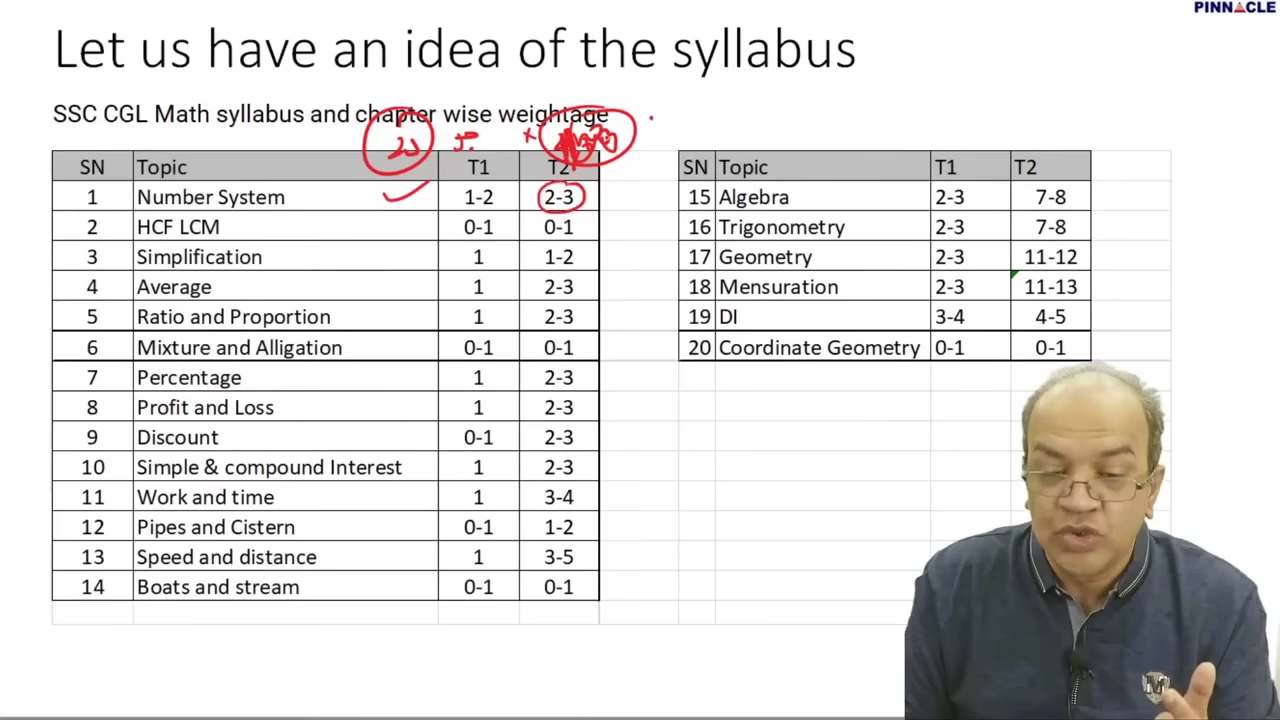 PINNACLE
Let us have an idea of the syllabus
SSC CGL Math syllabus and chapter wise weightage
SN Topic T1 T2
1 Number System 1-2 2-3
2 HCF LCM 0-1 0-1
3 Simplification 1 1-2
4 Average 1 2-3
5 Ratio and Proportion 1 2-3
6 Mixture and Alligation 0-1 0-1
7 Percentage 1 2-3
8 Profit and Loss 1 2-3
9 Discount 0-1 2-3
10 Simple & compound Interest 1 2-3
11 Work and time 1 3-4
12 Pipes and Cistern 0-1 1-2
13 Speed and distance 1 3-5
14 Boats and stream 0-1 0-1
SN Topic T1 T2
15 Algebra 2-3 7-8
16 Trigonometry 2-3 7-8
17 Geometry 2-3 11-12
18 Mensuration 2-3 11-13
19 DI 3-4 4-5
20 Coordinate Geometry 0-1 0-1